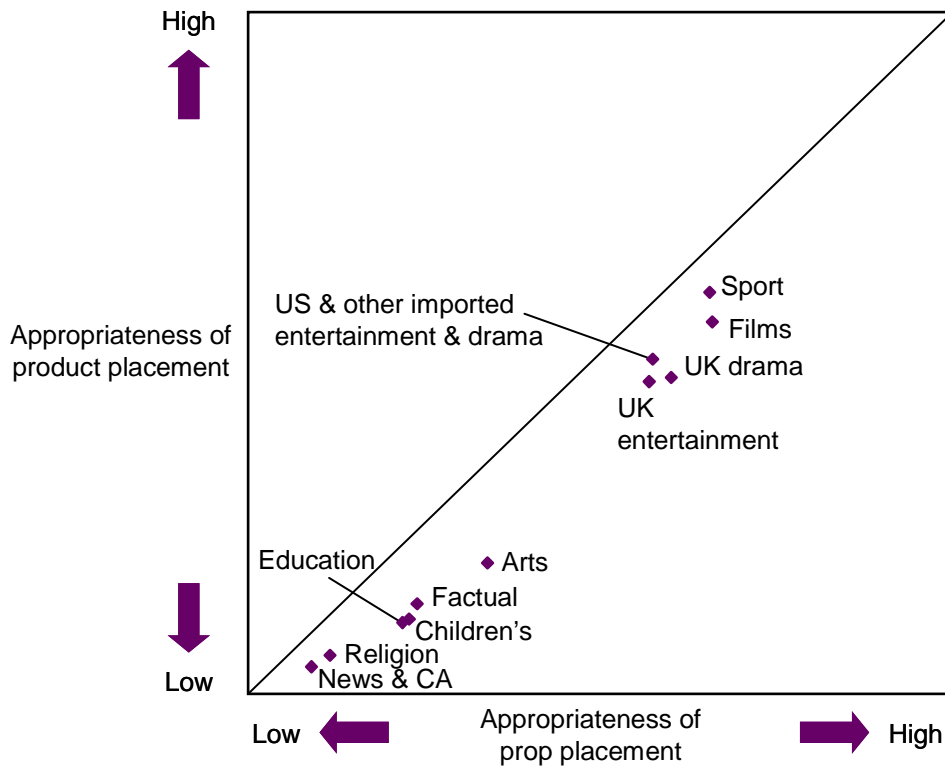 High
US & other imported
entertainment & drama
Sport
Films
Appropriateness of
product placement
UK drama
UK
entertainment
Education
Arts
Factual
Children's
Religion
News & CA
Low
Low
Appropriateness of
prop placement
High